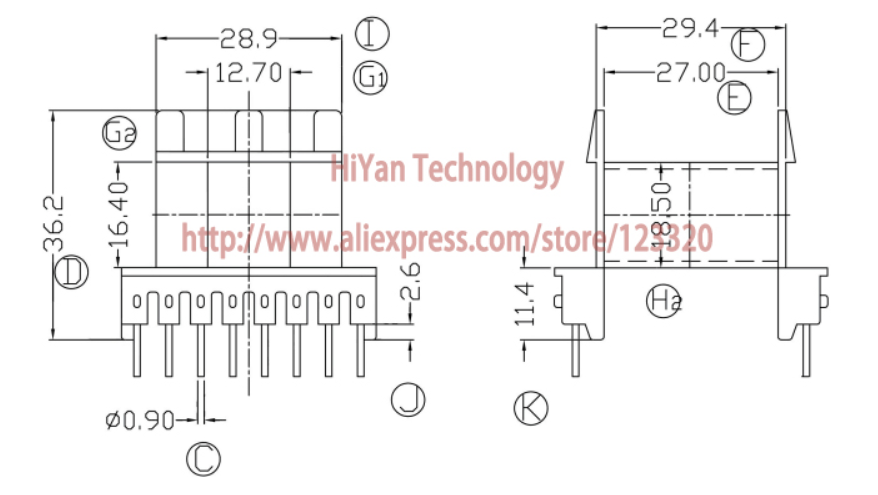 28.9 I
29.4 F
12.70 G1
27.00 E
G2
HiYan Technology
16.40
18.50
36.2
http://www.aliexpress.com/store/123320
D
2.6
11.4
H2
J
K
Ø0.90
C